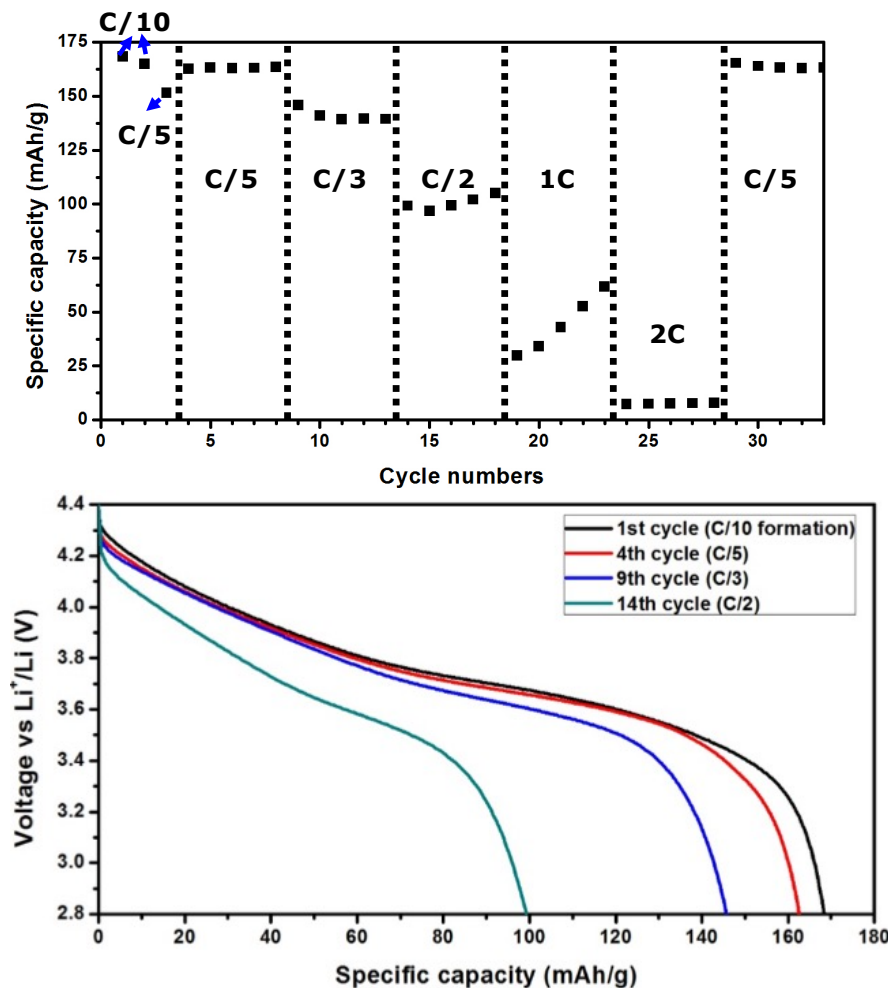 C/10
Specific capacity (mAh/g)
175
150
125
100
75
50
25
0
C/5
C/5
C/3
C/2
1C
2C
C/5
0 5 10 15 20 25 30
Cycle numbers
Voltage vs Li⁺/Li (V)
4.4
4.2
4.0
3.8
3.6
3.4
3.2
3.0
2.8
1st cycle (C/10 formation)
4th cycle (C/5)
9th cycle (C/3)
14th cycle (C/2)
0 20 40 60 80 100 120 140 160 180
Specific capacity (mAh/g)